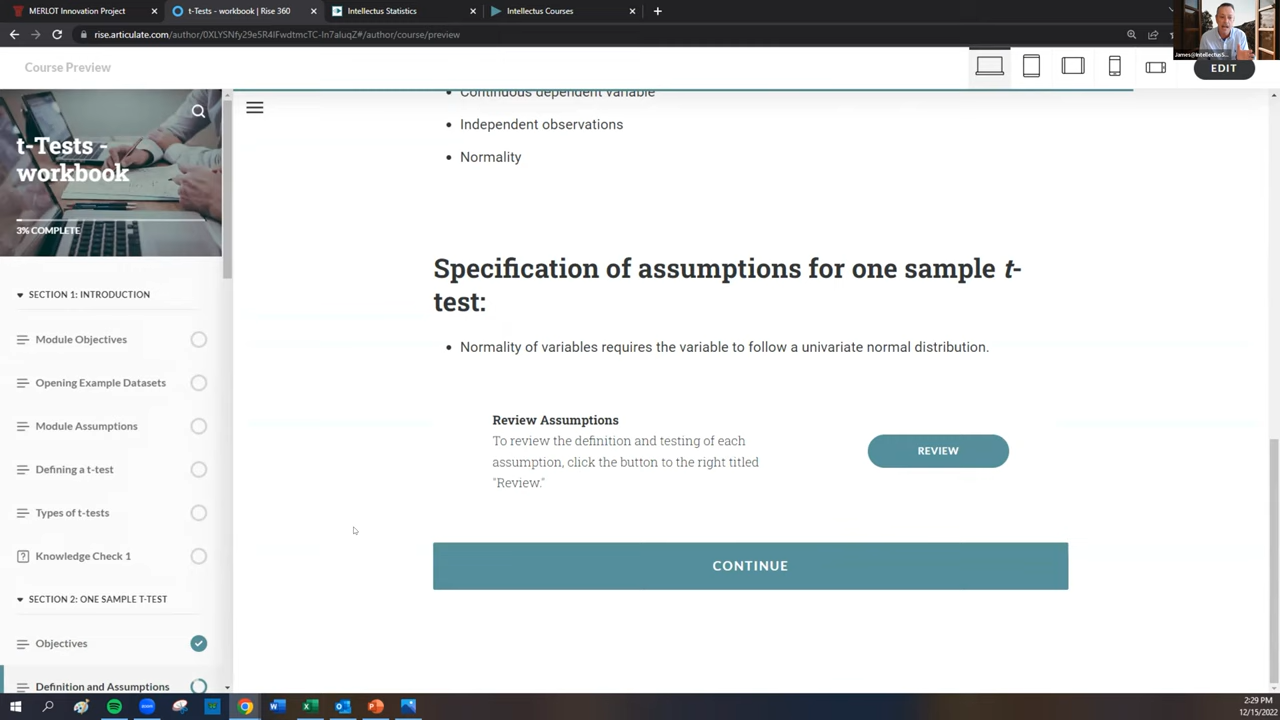 MERLOT Innovation Project
t-Tests - workbook | Rise 360
Intellectus Statistics
Intellectus Courses
rise.articulate.com/author/0XLYSNfy29e5R4IFwdtmcTC-In7aluqZ#/author/course/preview
James@IntellectusS...
Course Preview
EDIT
t-Tests -
workbook
3% COMPLETE
SECTION 1: INTRODUCTION
Module Objectives
Opening Example Datasets
Module Assumptions
Defining a t-test
Types of t-tests
Knowledge Check 1
SECTION 2: ONE SAMPLE T-TEST
Objectives
Definition and Assumptions
Continuous dependent variable
Independent observations
Normality
Specification of assumptions for one sample t-
test:
Normality of variables requires the variable to follow a univariate normal distribution.
Review Assumptions
To review the definition and testing of each
assumption, click the button to the right titled
"Review."
REVIEW
CONTINUE
2:29 PM
12/15/2022